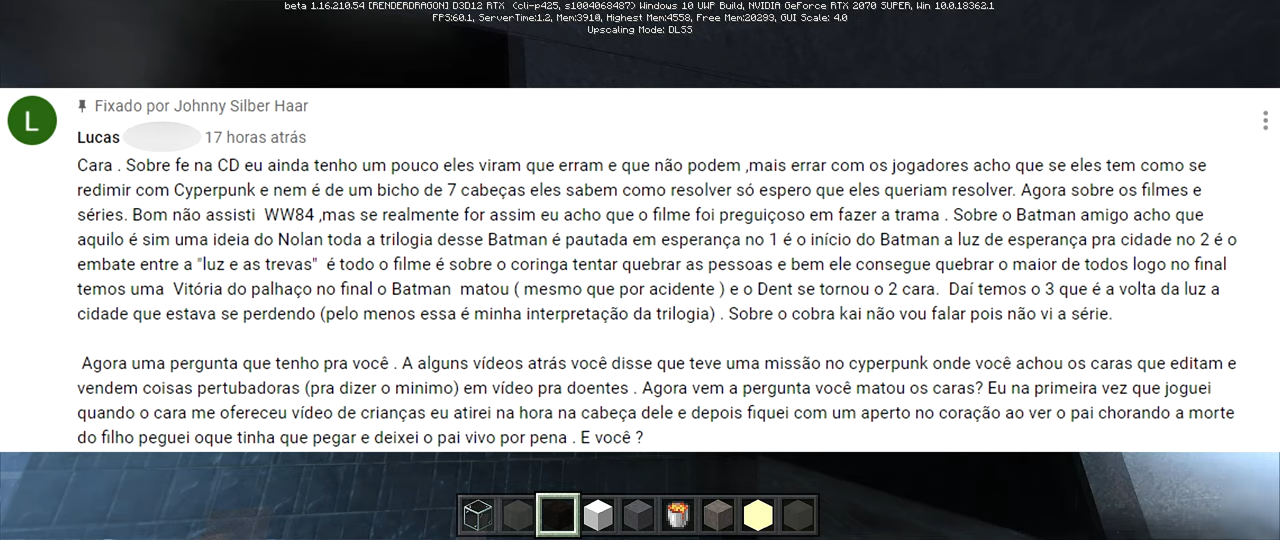 beta 1.16.210.54 [RENDERDRAGON] D3D12 RTX (cli-p425, s1004068487) Windows 10 UWP Build, NVIDIA GeForce RTX 2070 SUPER, Win 10.0.18362.1
FPS:60.1, ServerTime:1.2, Mem:3910, Highest Mem:4558, Free Mem:20293, GUI Scale: 4.0
Upscaling Mode: DLSS
Fixado por Johnny Silber Haar
L
Lucas 17 horas atrás
Cara . Sobre fe na CD eu ainda tenho um pouco eles viram que erram e que não podem ,mais errar com os jogadores acho que se eles tem como se
redimir com Cyperpunk e nem é de um bicho de 7 cabeças eles sabem como resolver só espero que eles queriam resolver. Agora sobre os filmes e
séries. Bom não assisti  WW84 ,mas se realmente for assim eu acho que o filme foi preguiçoso em fazer a trama . Sobre o Batman amigo acho que
aquilo é sim uma ideia do Nolan toda a trilogia desse Batman é pautada em esperança no 1 é o início do Batman a luz de esperança pra cidade no 2 é o
embate entre a "luz e as trevas"  é todo o filme é sobre o coringa tentar quebrar as pessoas e bem ele consegue quebrar o maior de todos logo no final
temos uma  Vitória do palhaço no final o Batman  matou ( mesmo que por acidente ) e o Dent se tornou o 2 cara.  Daí temos o 3 que é a volta da luz a
cidade que estava se perdendo (pelo menos essa é minha interpretação da trilogia) . Sobre o cobra kai não vou falar pois não vi a série.
Agora uma pergunta que tenho pra você . A alguns vídeos atrás você disse que teve uma missão no cyperpunk onde você achou os caras que editam e
vendem coisas pertubadoras (pra dizer o minimo) em vídeo pra doentes . Agora vem a pergunta você matou os caras? Eu na primeira vez que joguei
quando o cara me ofereceu vídeo de crianças eu atirei na hora na cabeça dele e depois fiquei com um aperto no coração ao ver o pai chorando a morte
do filho peguei oque tinha que pegar e deixei o pai vivo por pena . E você ?